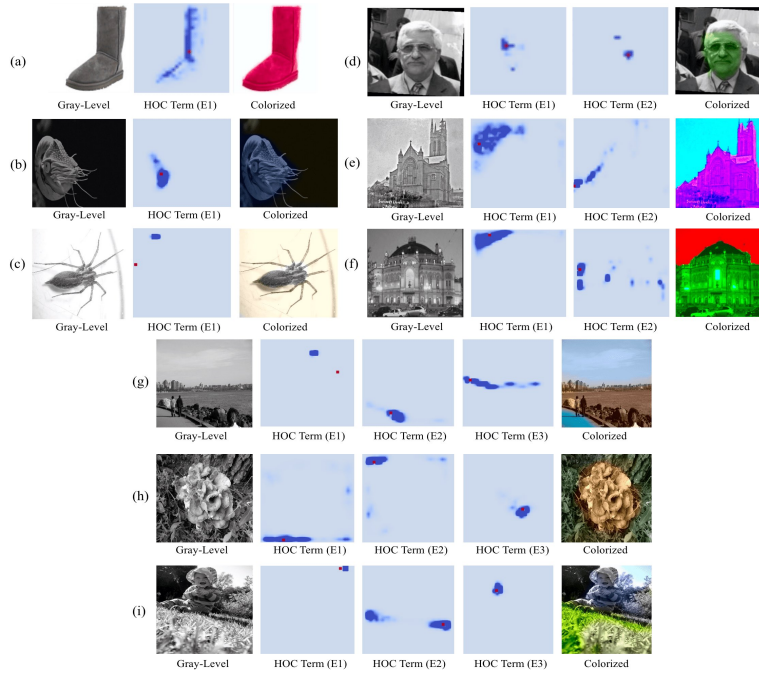 (a)
Gray-Level HOC Term (E1) Colorized
(d)
Gray-Level HOC Term (E1) HOC Term (E2) Colorized
(b)
Gray-Level HOC Term (E1) Colorized
(e)
Gray-Level HOC Term (E1) HOC Term (E2) Colorized
(c)
Gray-Level HOC Term (E1) Colorized
(f)
Gray-Level HOC Term (E1) HOC Term (E2) Colorized
(g)
Gray-Level HOC Term (E1) HOC Term (E2) HOC Term (E3) Colorized
(h)
Gray-Level HOC Term (E1) HOC Term (E2) HOC Term (E3) Colorized
(i)
Gray-Level HOC Term (E1) HOC Term (E2) HOC Term (E3) Colorized